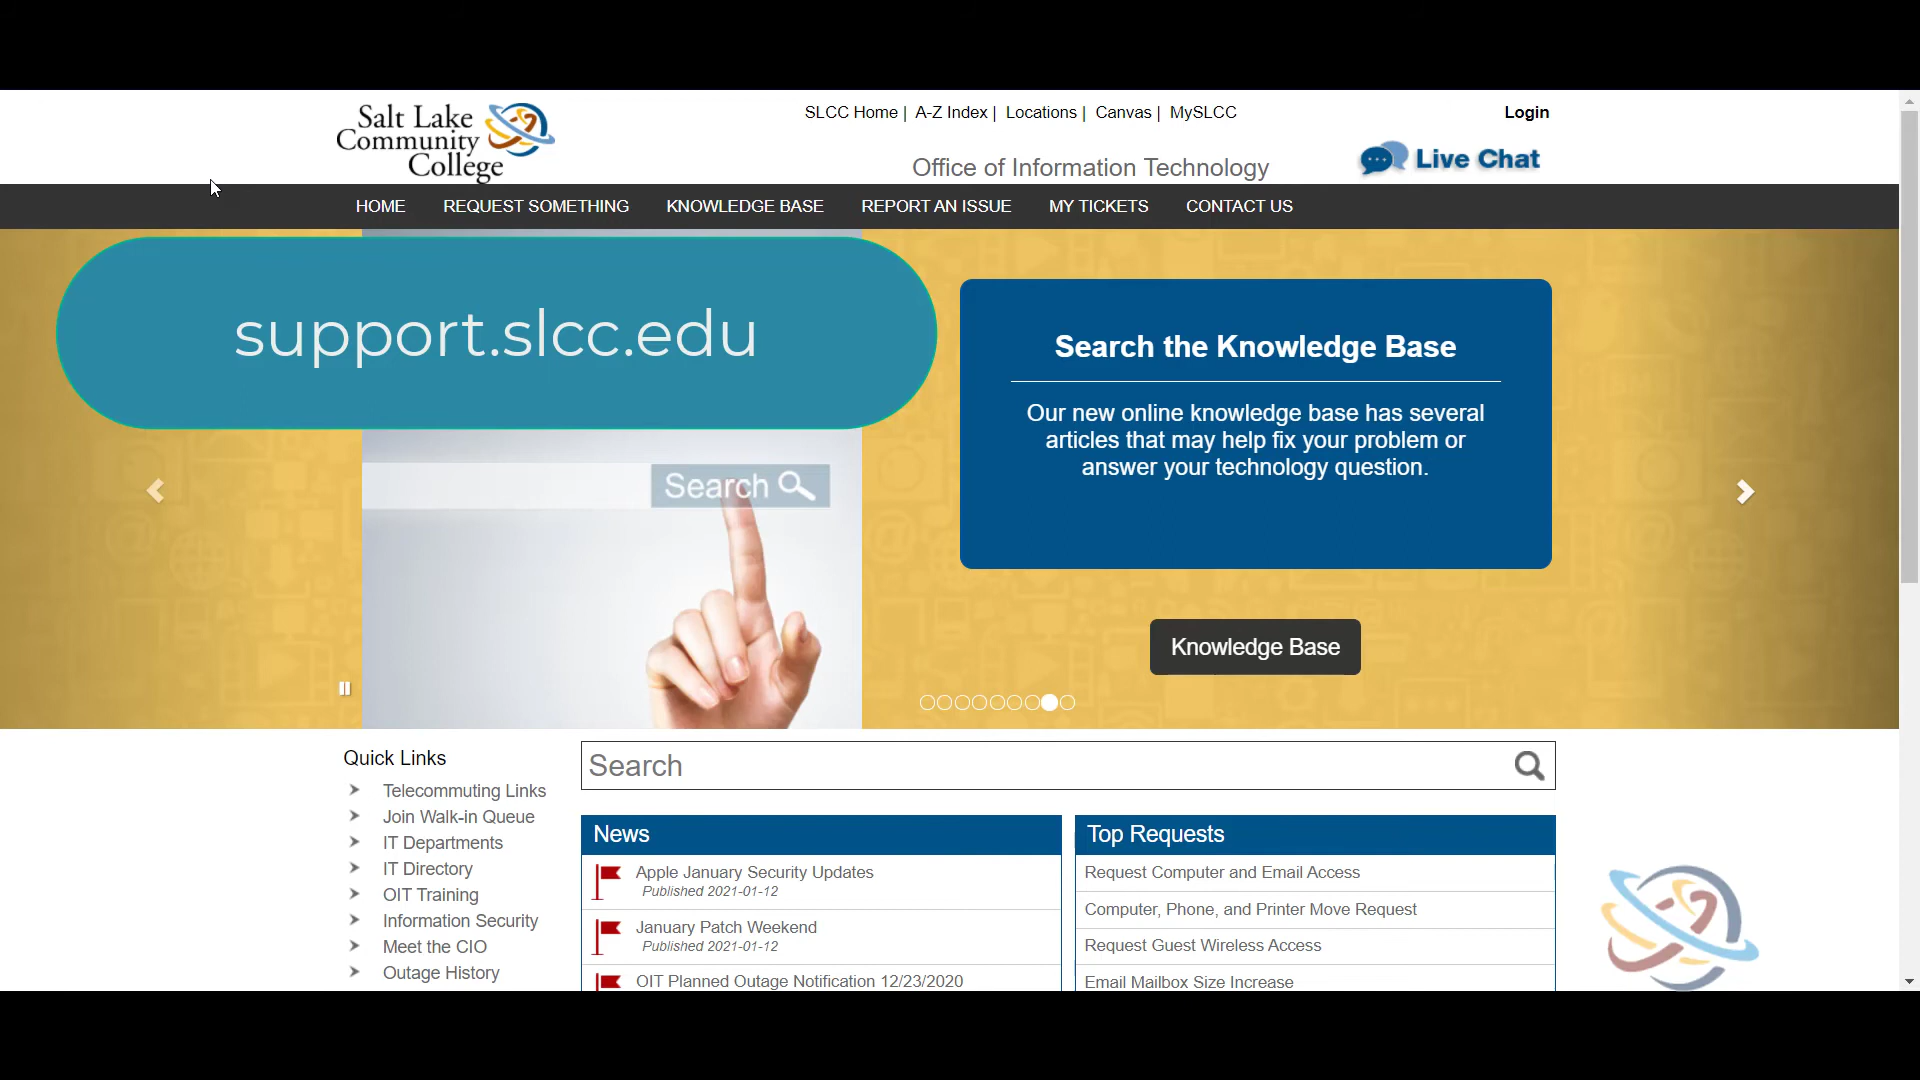 Salt Lake
Community
College
SLCC Home | A-Z Index | Locations | Canvas | MySLCC
Login
Office of Information Technology
Live Chat
HOME REQUEST SOMETHING KNOWLEDGE BASE REPORT AN ISSUE MY TICKETS CONTACT US
support.slcc.edu
Search the Knowledge Base
Our new online knowledge base has several
articles that may help fix your problem or
answer your technology question.
Search
Knowledge Base
Quick Links
Telecommuting Links
Join Walk-in Queue
IT Departments
IT Directory
OIT Training
Information Security
Meet the CIO
Outage History
Search
News
Apple January Security Updates
Published 2021-01-12
January Patch Weekend
Published 2021-01-12
OIT Planned Outage Notification 12/23/2020
Top Requests
Request Computer and Email Access
Computer, Phone, and Printer Move Request
Request Guest Wireless Access
Email Mailbox Size Increase